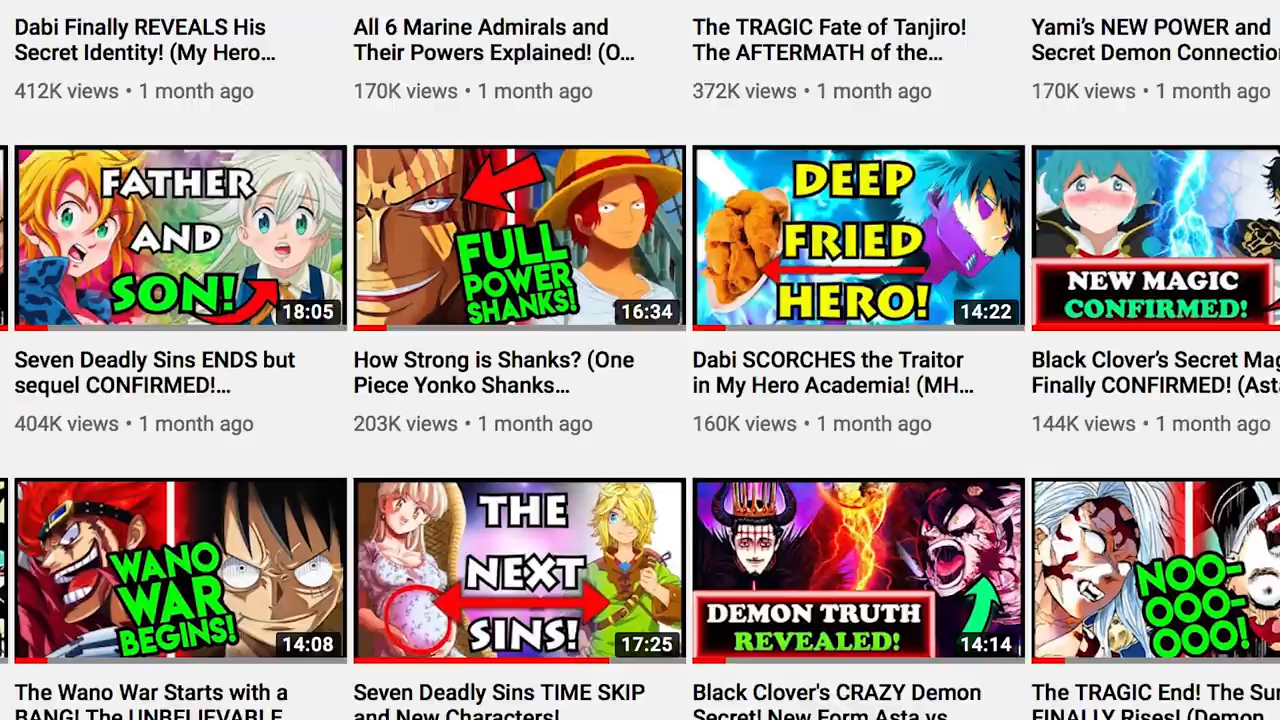 Dabi Finally REVEALS His
Secret Identity! (My Hero...
412K views • 1 month ago
All 6 Marine Admirals and
Their Powers Explained! (O...
170K views • 1 month ago
The TRAGIC Fate of Tanjiro!
The AFTERMATH of the...
372K views • 1 month ago
Yami's NEW POWER and
Secret Demon
170K views • 1 month ago
FATHER
AND
SON!
18:05
FULL
POWER
SHANKS!
16:34
DEEP
FRIED
HERO!
14:22
NEW MAGIC
CONFIRMED!
Seven Deadly Sins ENDS but
sequel CONFIRMED!...
404K views • 1 month ago
How Strong is Shanks? (One
Piece Yonko Shanks...
203K views • 1 month ago
Dabi SCORCHES the Traitor
in My Hero Academia! (MH...
160K views • 1 month ago
Black Clover's Secret
Finally CONFIRMED!
144K views • 1 month ago
WANO
WAR
BEGINS!
14:08
THE
NEXT
SINS!
17:25
DEMON TRUTH
REVEALED!
14:14
NOO-
OOO-
OOO!
The Wano War Starts with a
BANG! The UNBELIEVABLE
Seven Deadly Sins TIME SKIP
and New Characters!
Black Clover's CRAZY Demon
Secret! New Form Asta vs
The TRAGIC End! The
FINALLY Rises! (Demon